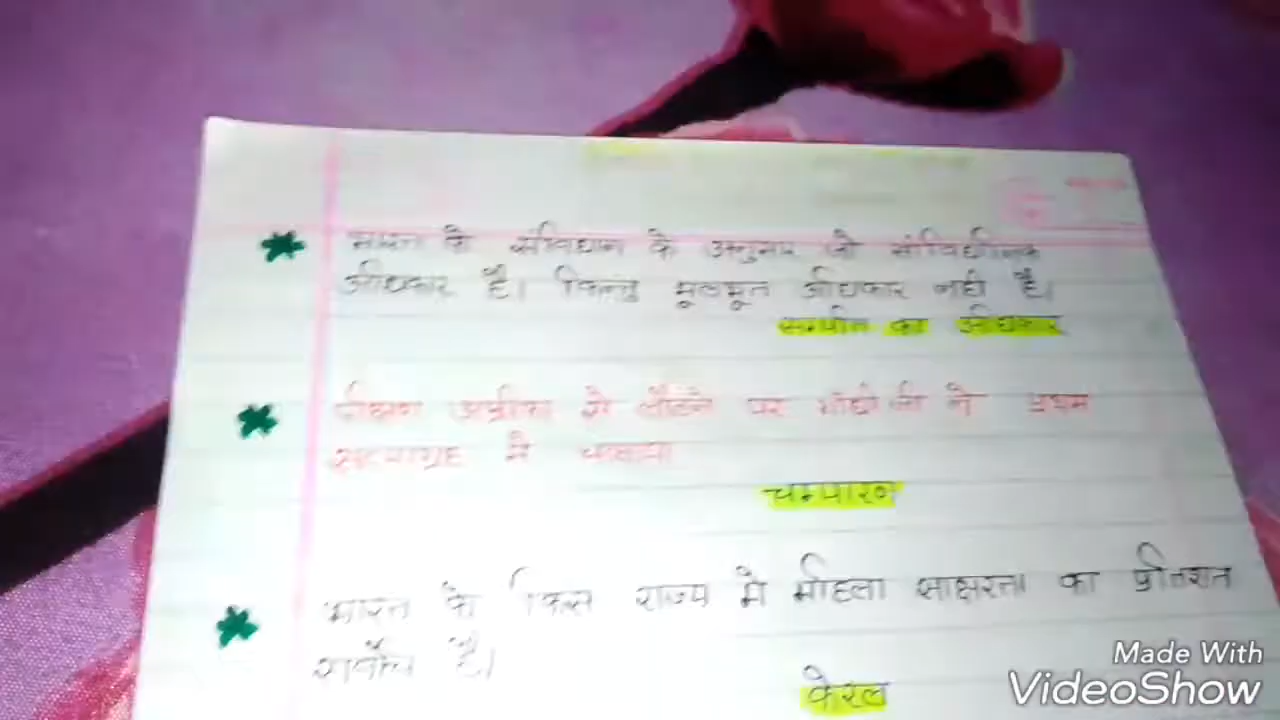 भारत के संविधान के अनुसार जो संविधानिक
अधिकार है। किन्तु मूलभूत अधिकार नही है।
सम्पत्ति का अधिकार
दक्षिण अफ्रीका से लौटने पर गाँधी जी ने प्रथम
सत्याग्रह मे चलाया
चम्पारण
भारत के किस राज्य मे महिला साक्षरता का प्रतिशत
सर्वोच्च है।
केरल
Made With
VideoShow